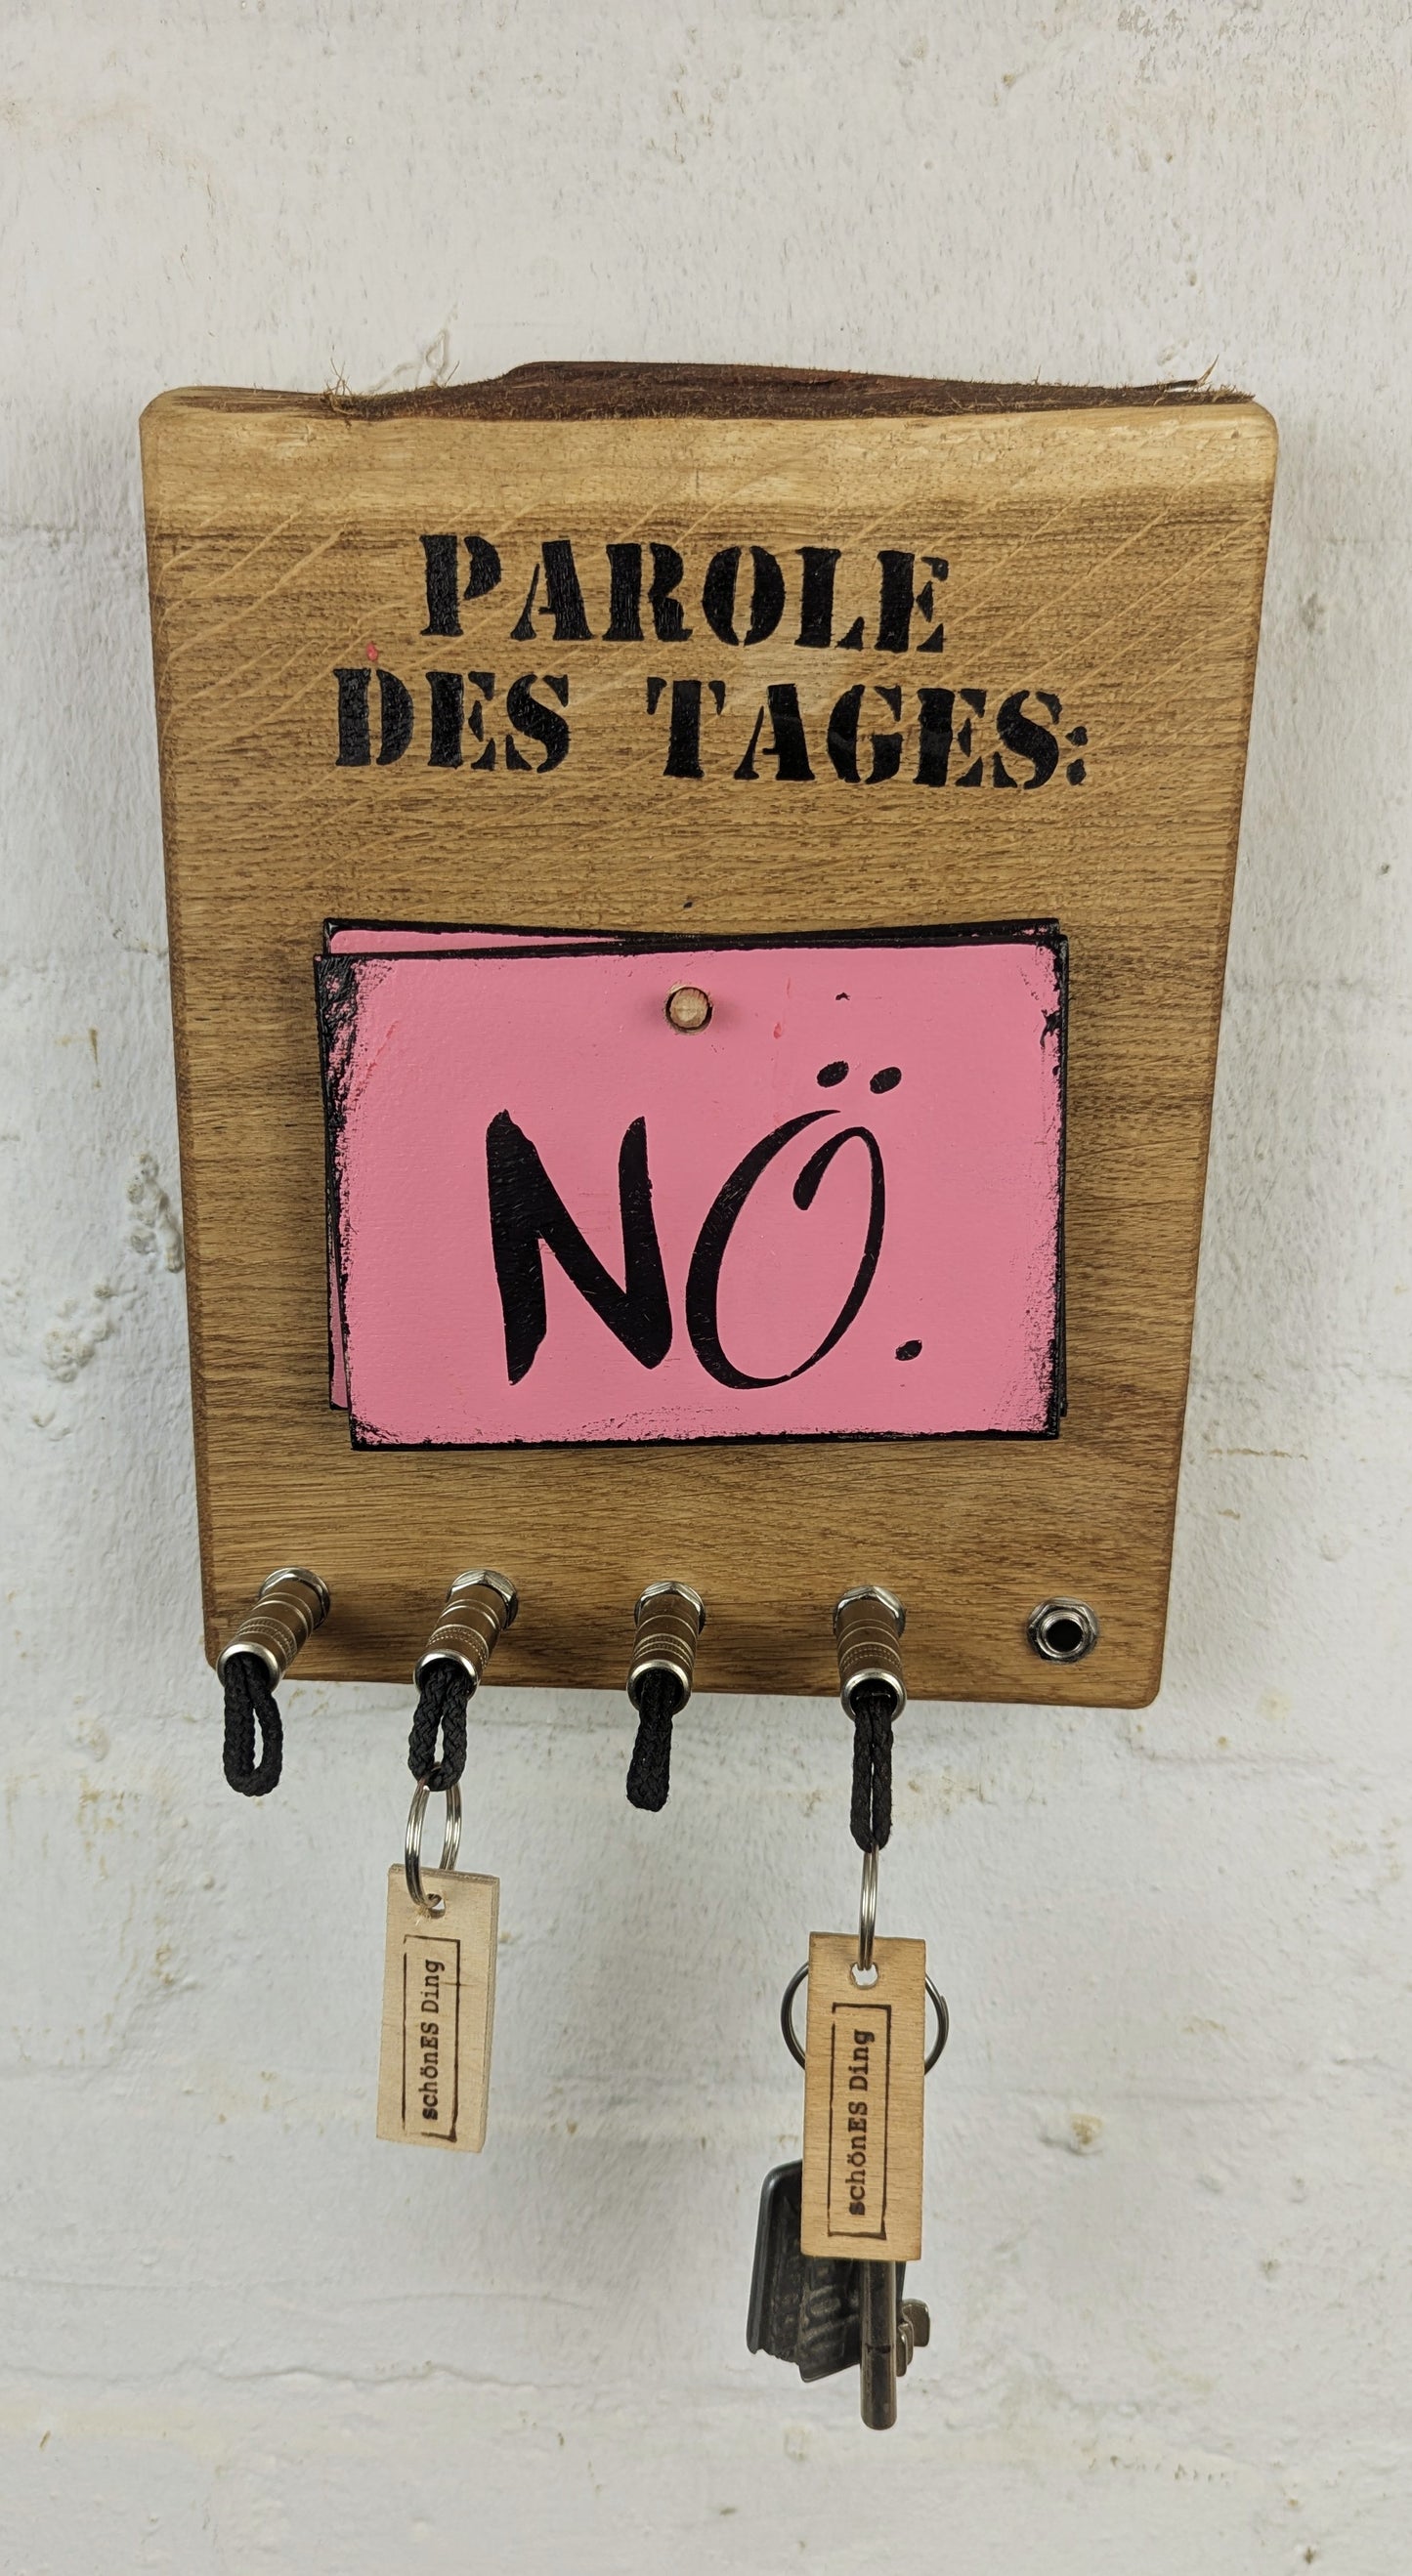 PAROLE
DES TAGES:
NÖ.
schönES Ding
schönES Ding